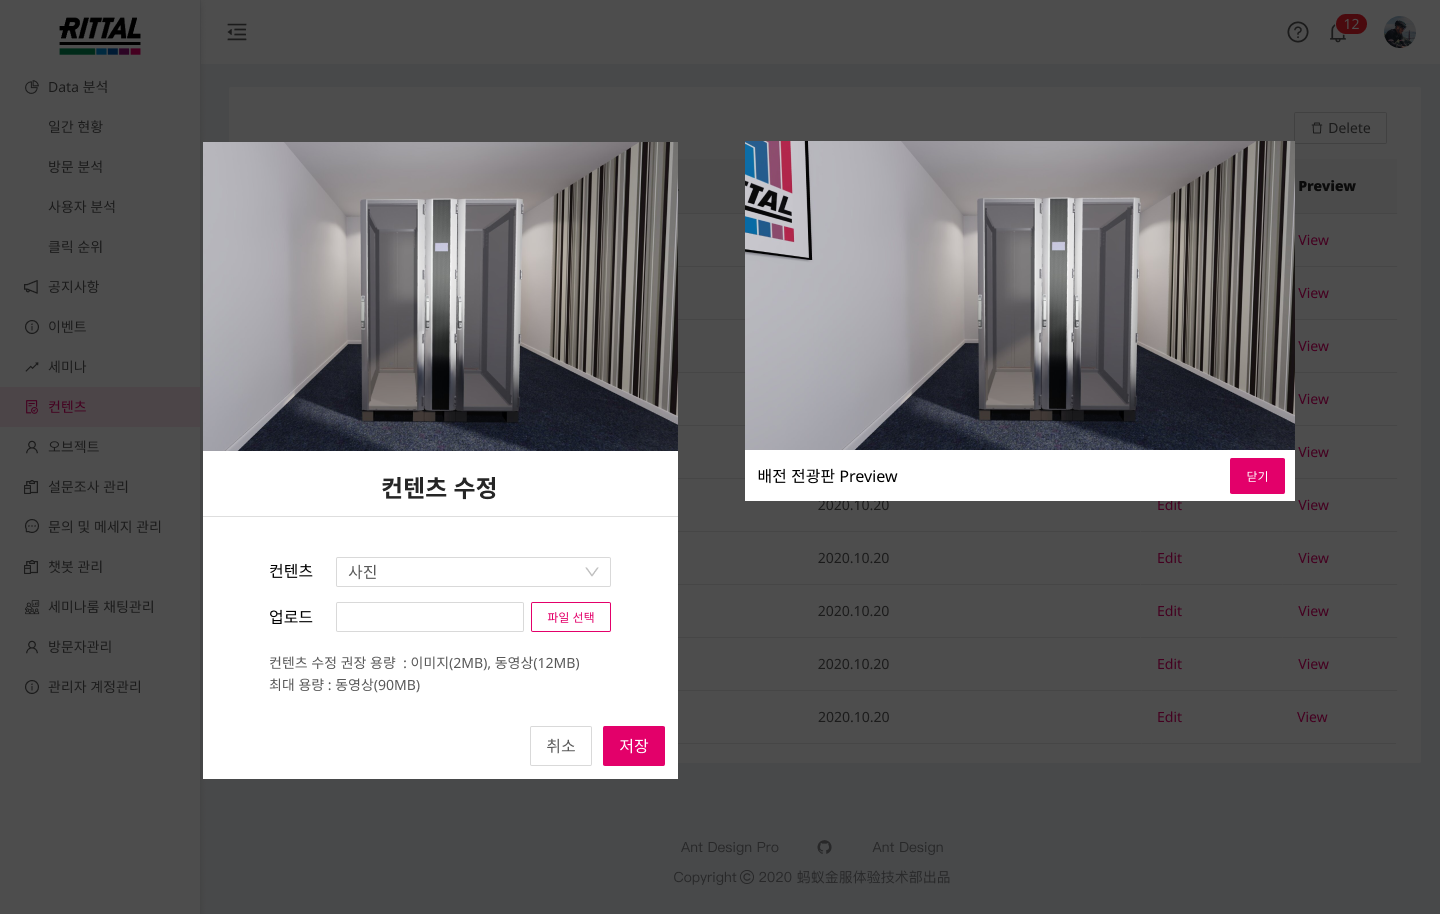 RITTAL
12
Data 분석
일간 현황
방문 분석
사용자 분석
클릭 순위
공지사항
이벤트
세미나
컨텐츠
오브젝트
설문조사 관리
문의 및 메세지 관리
챗봇 관리
세미나룸 채팅관리
방문자관리
관리자 계정관리
Delete
Preview
View
View
View
View
View
2020.10.20 Edit View
2020.10.20 Edit View
2020.10.20 Edit View
2020.10.20 Edit View
2020.10.20 Edit View
컨텐츠 수정
컨텐츠 사진
업로드 파일 선택
컨텐츠 수정 권장 용량 : 이미지(2MB), 동영상(12MB)
최대 용량 : 동영상(90MB)
취소 저장
TTAL
배전 전광판 Preview 닫기
Ant Design Pro Ant Design
Copyright © 2020 蚂蚁金服体验技术部出品